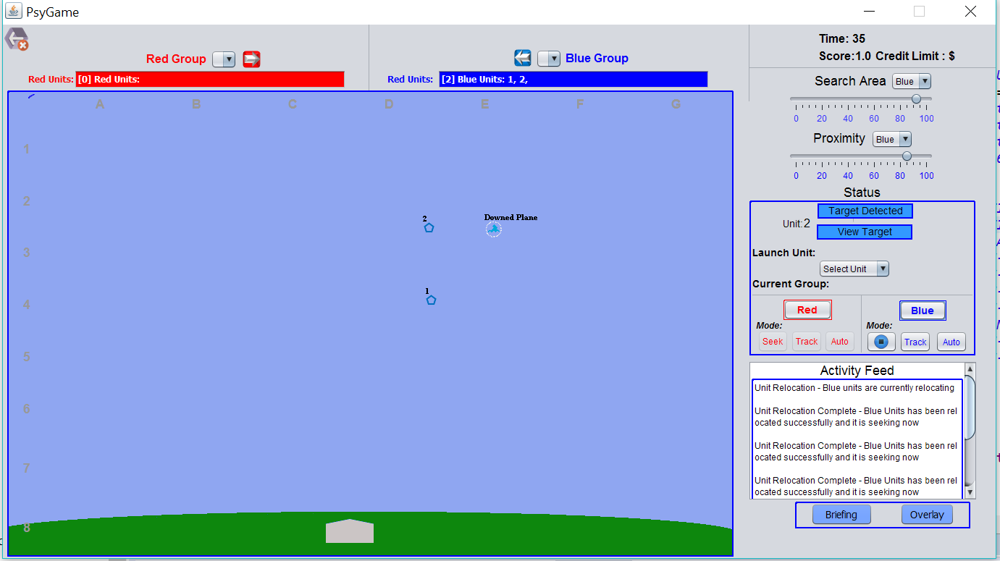 PsyGame
Time: 35
Score:1.0 Credit Limit : $
Red Group
Blue Group
Red Units: [0] Red Units:
Red Units: [2] Blue Units: 1, 2,
Search Area Blue
0 20 40 60 80 100
Proximity Blue
0 20 40 60 80 100
Status
A B C D E F G
1
2
3
4
5
6
7
8
2
Downed Plane
1
Target Detected
Unit:2
View Target
Launch Unit:
Select Unit
Current Group:
Red Blue
Mode: Mode:
Seek Track Auto Track Auto
Activity Feed
Unit Relocation - Blue units are currently relocating
Unit Relocation Complete - Blue Units has been rel
ocated successfully and it is seeking now
Unit Relocation Complete - Blue Units has been rel
ocated successfully and it is seeking now
Unit Relocation Complete - Blue Units has been rel
ocated successfully and it is seeking now
Briefing Overlay